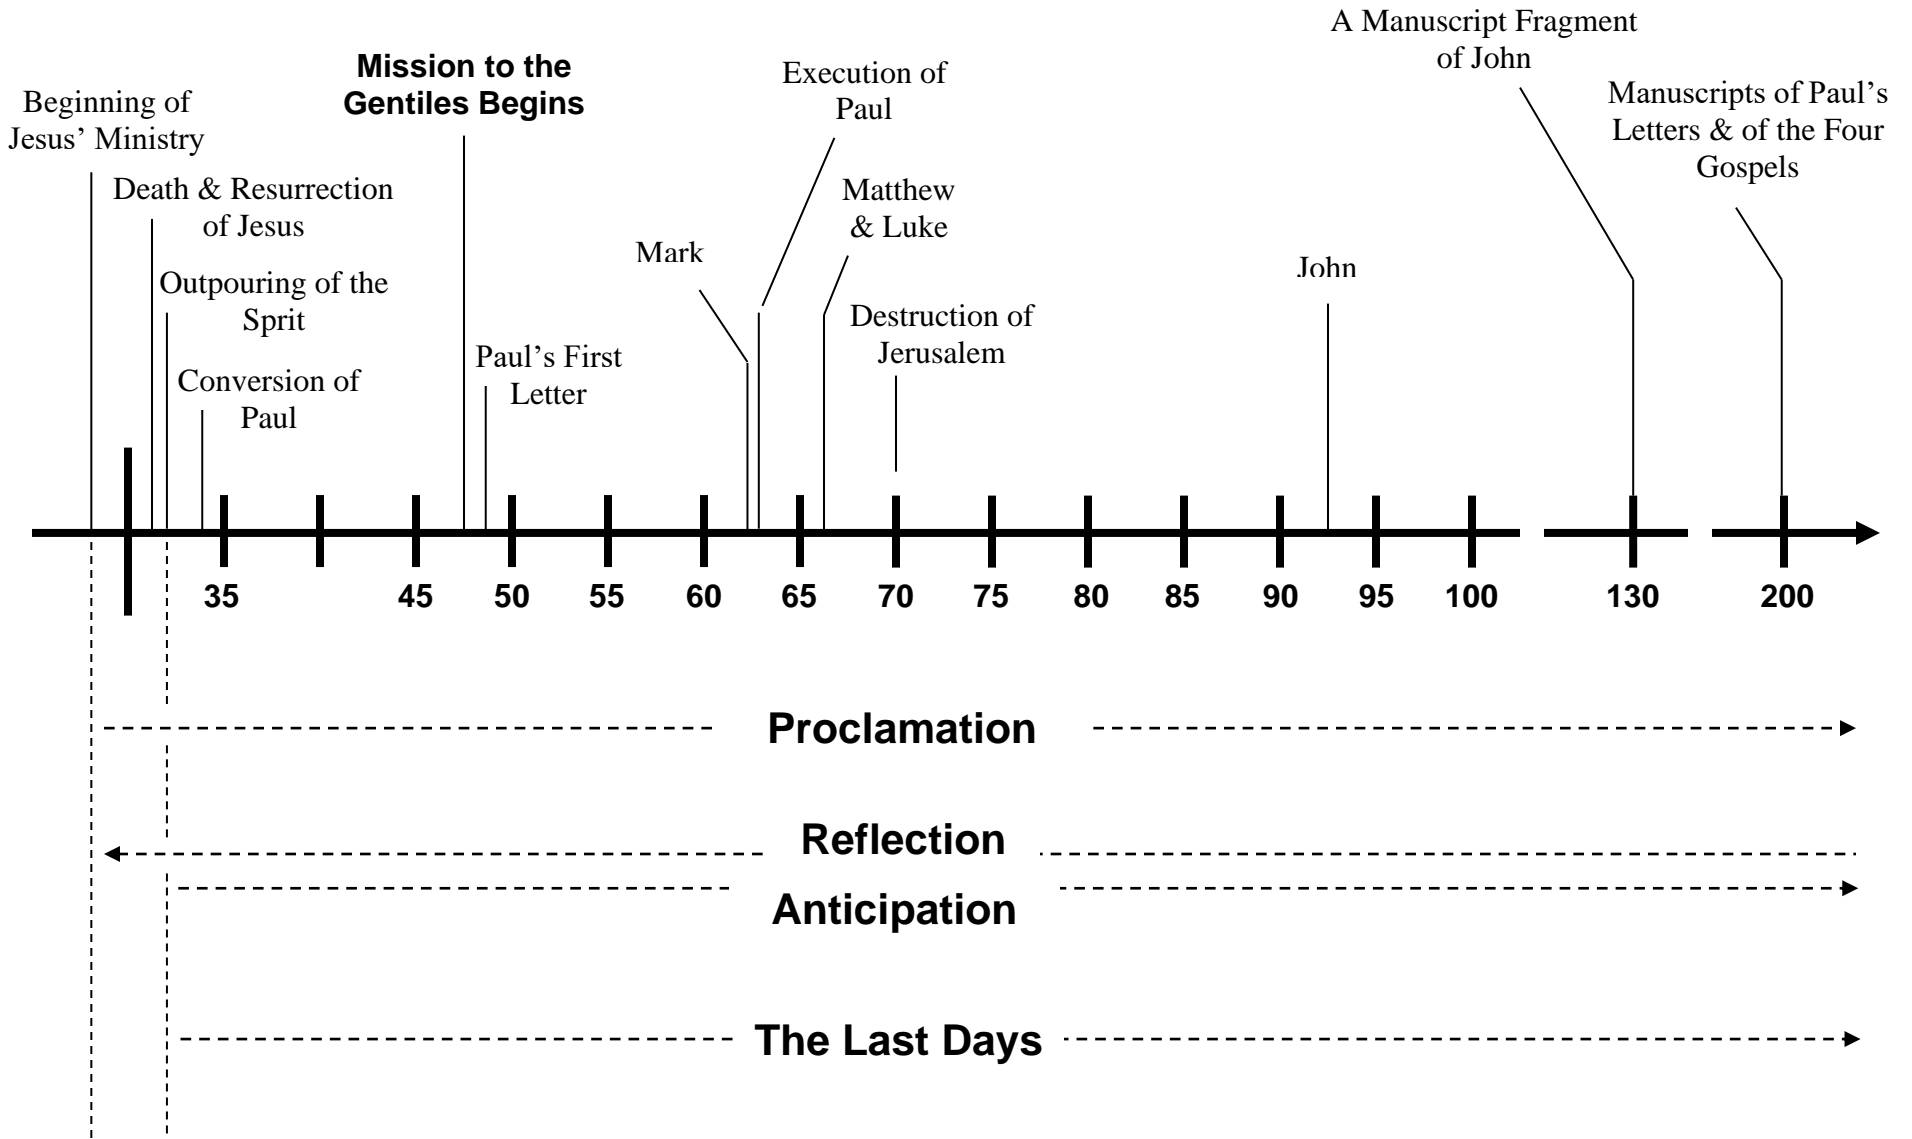 A Manuscript Fragment
of John
Mission to the
Gentiles Begins
Execution of
Paul
Manuscripts of Paul's
Letters & of the Four
Gospels
Beginning of
Jesus' Ministry
Death & Resurrection
of Jesus
Matthew
& Luke
Mark
John
Outpouring of the
Sprit
Destruction of
Jerusalem
Paul's First
Letter
Conversion of
Paul
35
45
50
55
60
65
70
75
80
85
90
95
100
130
200
Proclamation
Reflection
Anticipation
The Last Days